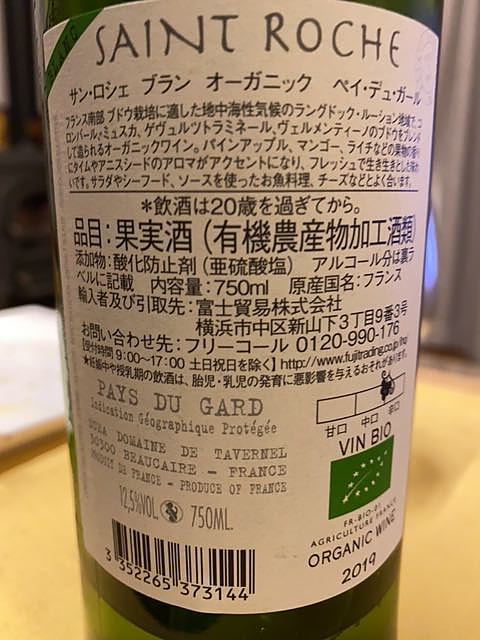 SAINT ROCHE
サン・ロシェ ブラン オーガニック ペイ・デュ・ガール
フランス南部 ブドウ栽培に適した地中海性気候のラングドック・ルーション地域で、コ
ロンバール・ミュスカ、ゲヴュルツトラミネール、ヴェルメンティーノのブドウをブレンド
して造られるオーガニックワイン。パインアップル、マンゴー、ライチなどの果物の香り
にタイムやアニスシードのアロマがアクセントになり、フレッシュで生き生きとした味わ
いです。サラダやシーフード、ソースを使ったお魚料理、チーズなどとよく合います。
＊飲酒は20歳を過ぎてから。
品目：果実酒（有機農産物加工酒類）
添加物：酸化防止剤（亜硫酸塩） アルコール分は裏ラ
ベルに記載 内容量：750ml 原産国名：フランス
輸入者及び引取先：富士貿易株式会社
横浜市中区新山下3丁目9番3号
お問い合わせ先：フリーコール 0120-990-176
【受付時間 9:00〜17:00 土日祝日を除く】http://www.fujitrading.co.jp/lhq/
★妊娠中や授乳期の飲酒は、胎児・乳児の発育に悪影響を与えるおそれがあります。
PAYS DU GARD
Indication Géographique Protégée
DOMAINE DE TAVERNEL
30300 BEAUCAIRE – FRANCE
PRODUIT DE FRANCE - PRODUCE OF FRANCE
12,5%VOL 750ML.
甘口 中口 辛口
VIN BIO
FR-BIO-01
AGRICULTURE FRANCE
ORGANIC WINE
2019
3 352265 373144